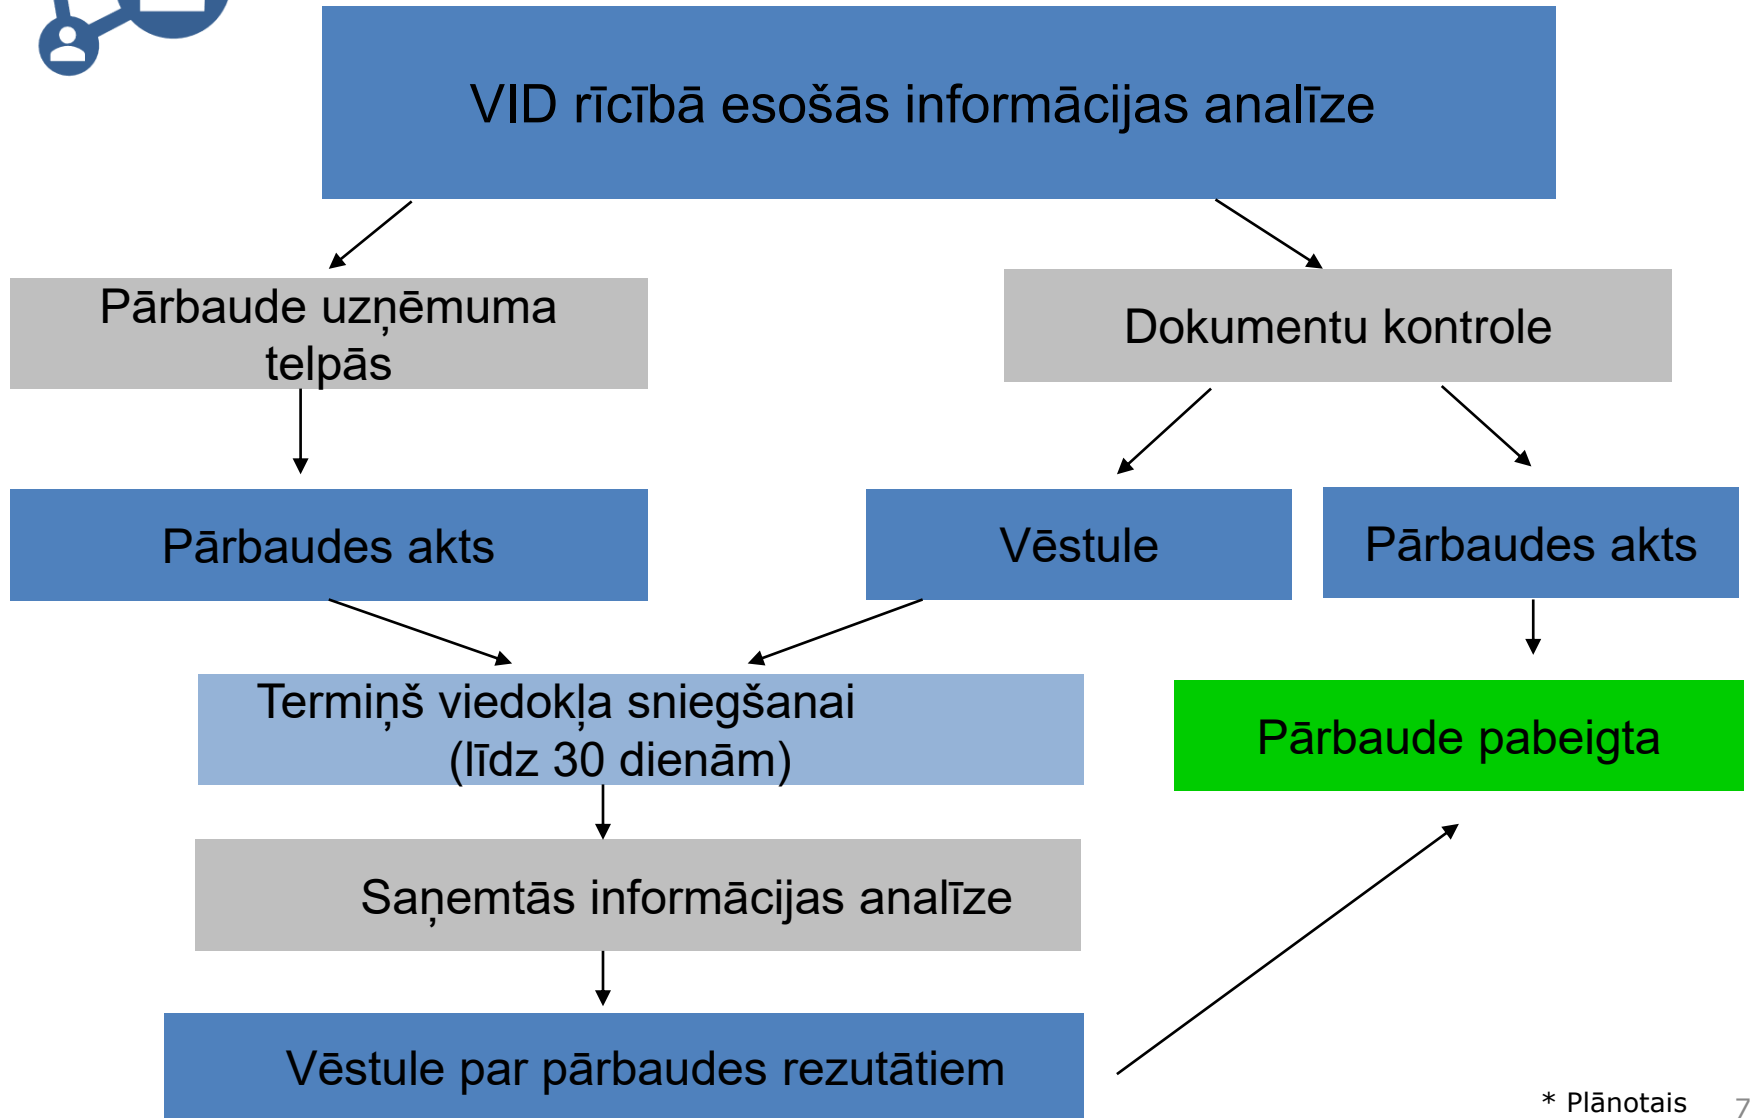 VID rīcībā esošās informācijas analīze
Pārbaude uzņēmuma
telpās
Dokumentu kontrole
Pārbaudes akts
Vēstule
Pārbaudes akts
Termiņš viedokļa sniegšanai
(līdz 30 dienām)
Pārbaude pabeigta
Saņemtās informācijas analīze
Vēstule par pārbaudes rezutātiem
* Plānotais
7